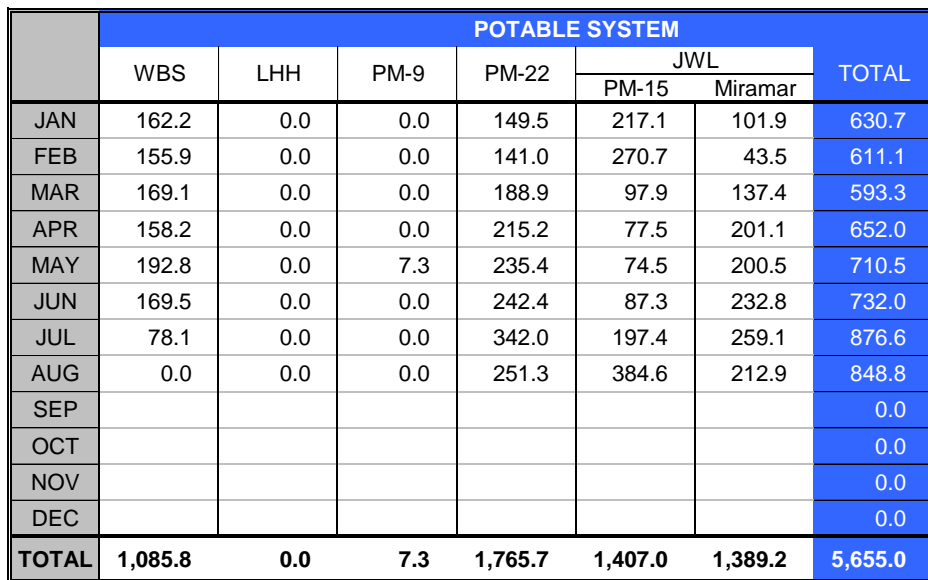 POTABLE SYSTEM
WBS LHH PM-9 PM-22 JWL TOTAL
PM-15 Miramar
JAN 162.2 0.0 0.0 149.5 217.1 101.9 630.7
FEB 155.9 0.0 0.0 141.0 270.7 43.5 611.1
MAR 169.1 0.0 0.0 188.9 97.9 137.4 593.3
APR 158.2 0.0 0.0 215.2 77.5 201.1 652.0
MAY 192.8 0.0 7.3 235.4 74.5 200.5 710.5
JUN 169.5 0.0 0.0 242.4 87.3 232.8 732.0
JUL 78.1 0.0 0.0 342.0 197.4 259.1 876.6
AUG 0.0 0.0 0.0 251.3 384.6 212.9 848.8
SEP 0.0
OCT 0.0
NOV 0.0
DEC 0.0
TOTAL 1,085.8 0.0 7.3 1,765.7 1,407.0 1,389.2 5,655.0